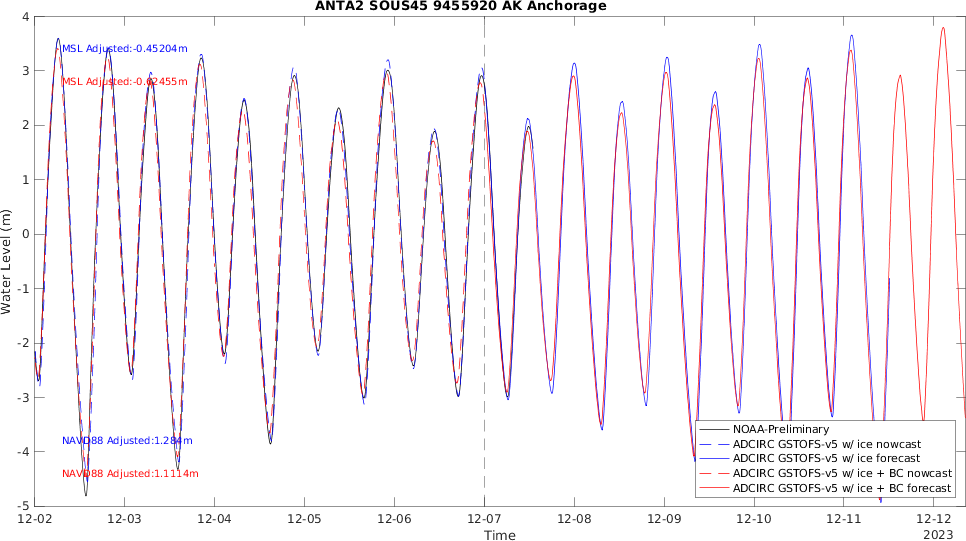 ANTA2 SOUS45 9455920 AK Anchorage
4
3
2
1
0
-1
-2
-3
-4
-5
Water Level (m)
MSL Adjusted:-0.45204m
MSL Adjusted:-0.62455m
NAVD88 Adjusted:1.284m
NAVD88 Adjusted:1.1114m
NOAA-Preliminary
ADCIRC GSTOFS-v5 w/ ice nowcast
ADCIRC GSTOFS-v5 w/ ice forecast
ADCIRC GSTOFS-v5 w/ ice + BC nowcast
ADCIRC GSTOFS-v5 w/ ice + BC forecast
12-02 12-03 12-04 12-05 12-06 12-07 12-08 12-09 12-10 12-11 12-12
Time
2023